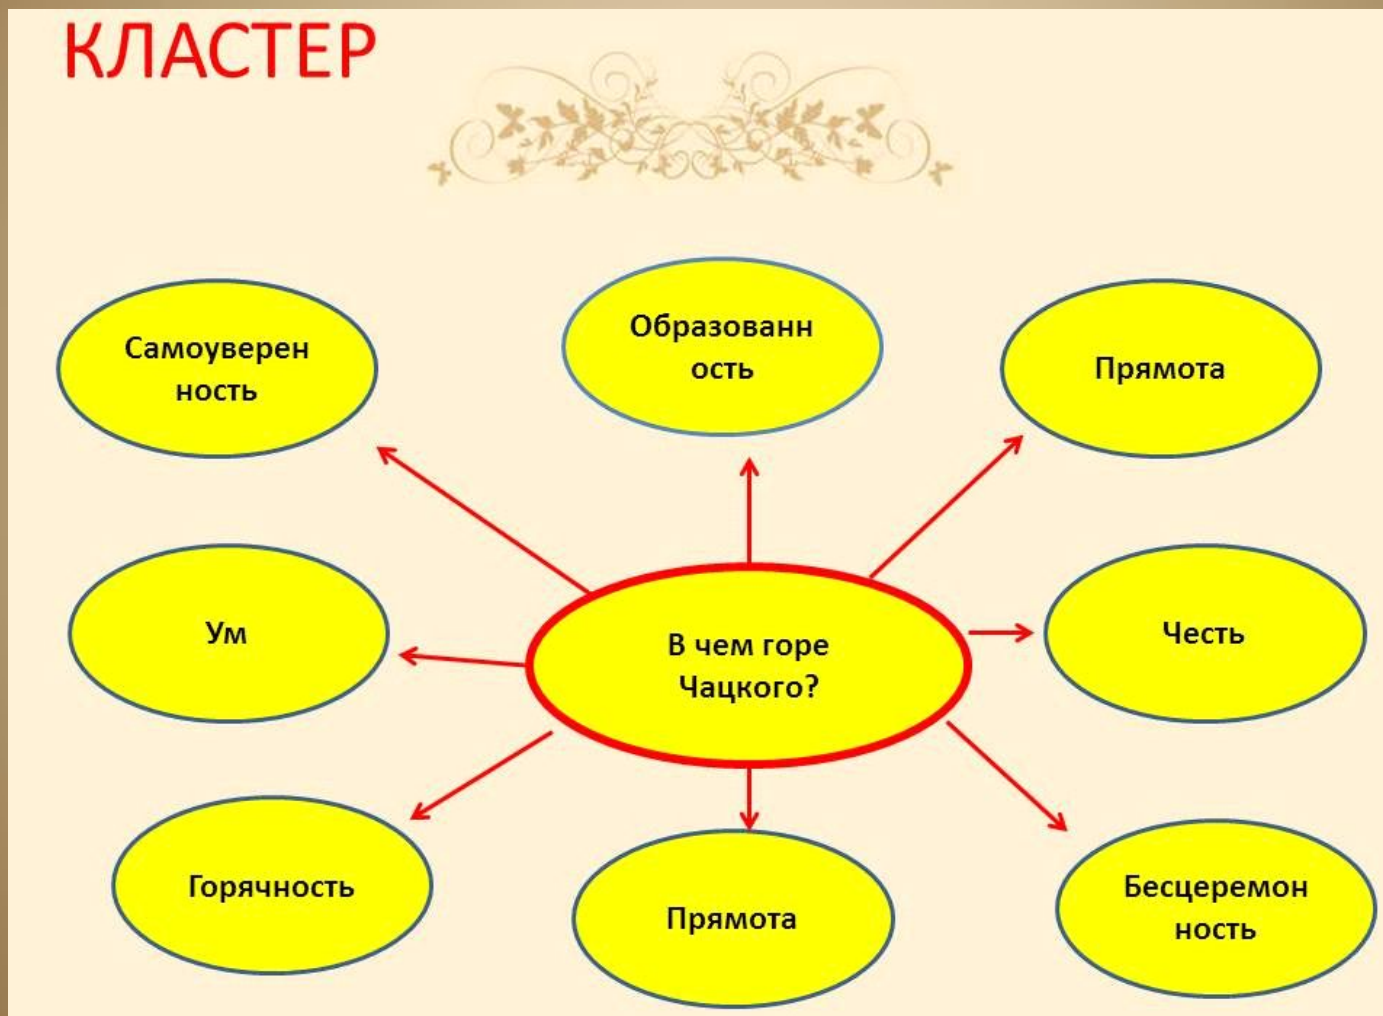 КЛАСТЕР
Самоуверен
ность
Образованн
ость
Прямота
Ум
В чем горе
Чацкого?
Честь
Горячность
Прямота
Бесцеремон
ность